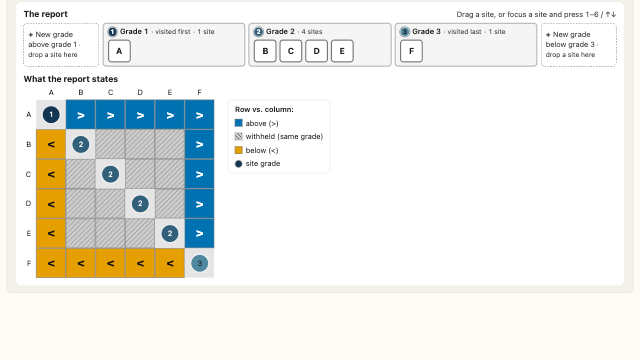 The report
Drag a site, or focus a site and press 1–6 / ↑↓
+ New grade above grade 1 · drop a site here
1 Grade 1 · visited first · 1 site
A
2 Grade 2 · 4 sites
B C D E
3 Grade 3 · visited last · 1 site
F
+ New grade below grade 3 · drop a site here
What the report states
A B C D E F
A 1 > > > > >
B < 2 >
C < 2 >
D < 2 >
E < 2 >
F < < < < < 3
Row vs. column:
above (>)
withheld (same grade)
below (<)
site grade